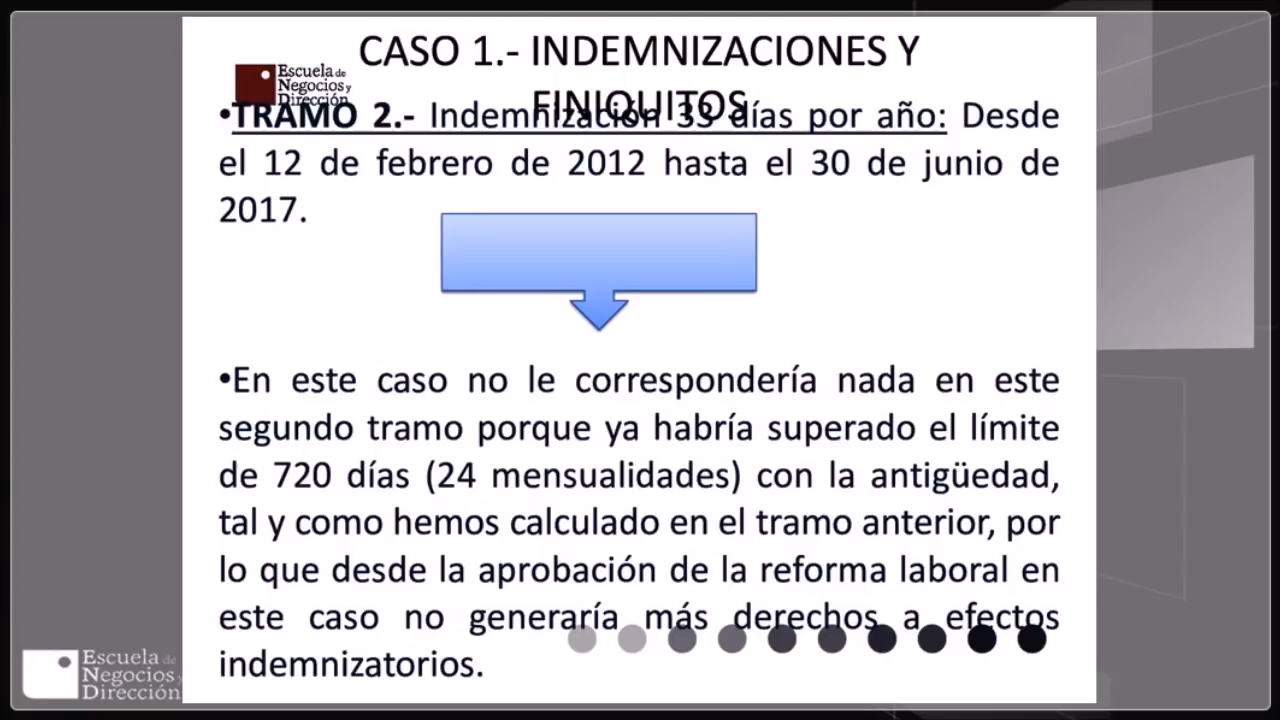 CASO 1.- INDEMNIZACIONES Y
FINIQUITOS
Escuela de
Negocios y
Dirección
•TRAMO 2.- Indemnización 33 días por año: Desde
el 12 de febrero de 2012 hasta el 30 de junio de
2017.
•En este caso no le correspondería nada en este
segundo tramo porque ya habría superado el límite
de 720 días (24 mensualidades) con la antigüedad,
tal y como hemos calculado en el tramo anterior, por
lo que desde la aprobación de la reforma laboral en
este caso no generaría más derechos a efectos
indemnizatorios.
Escuela de
Negocios y
Dirección